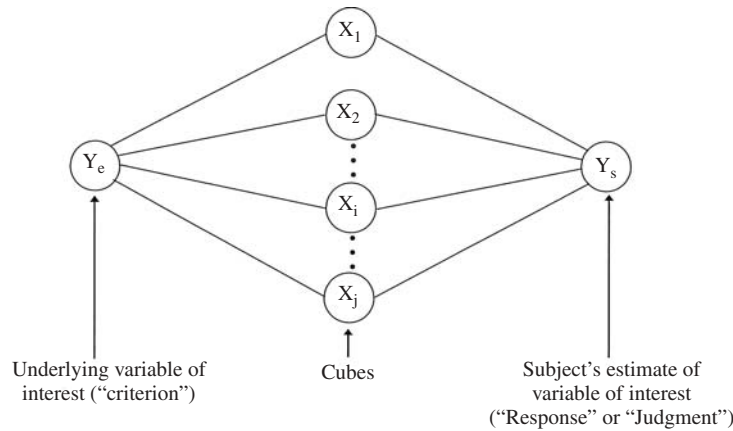 X1
X2
Ye
Ys
Xi
Xj
Underlying variable of
interest (“criterion”)
Cubes
Subject’s estimate of
variable of interest
(“Response” or “Judgment”)